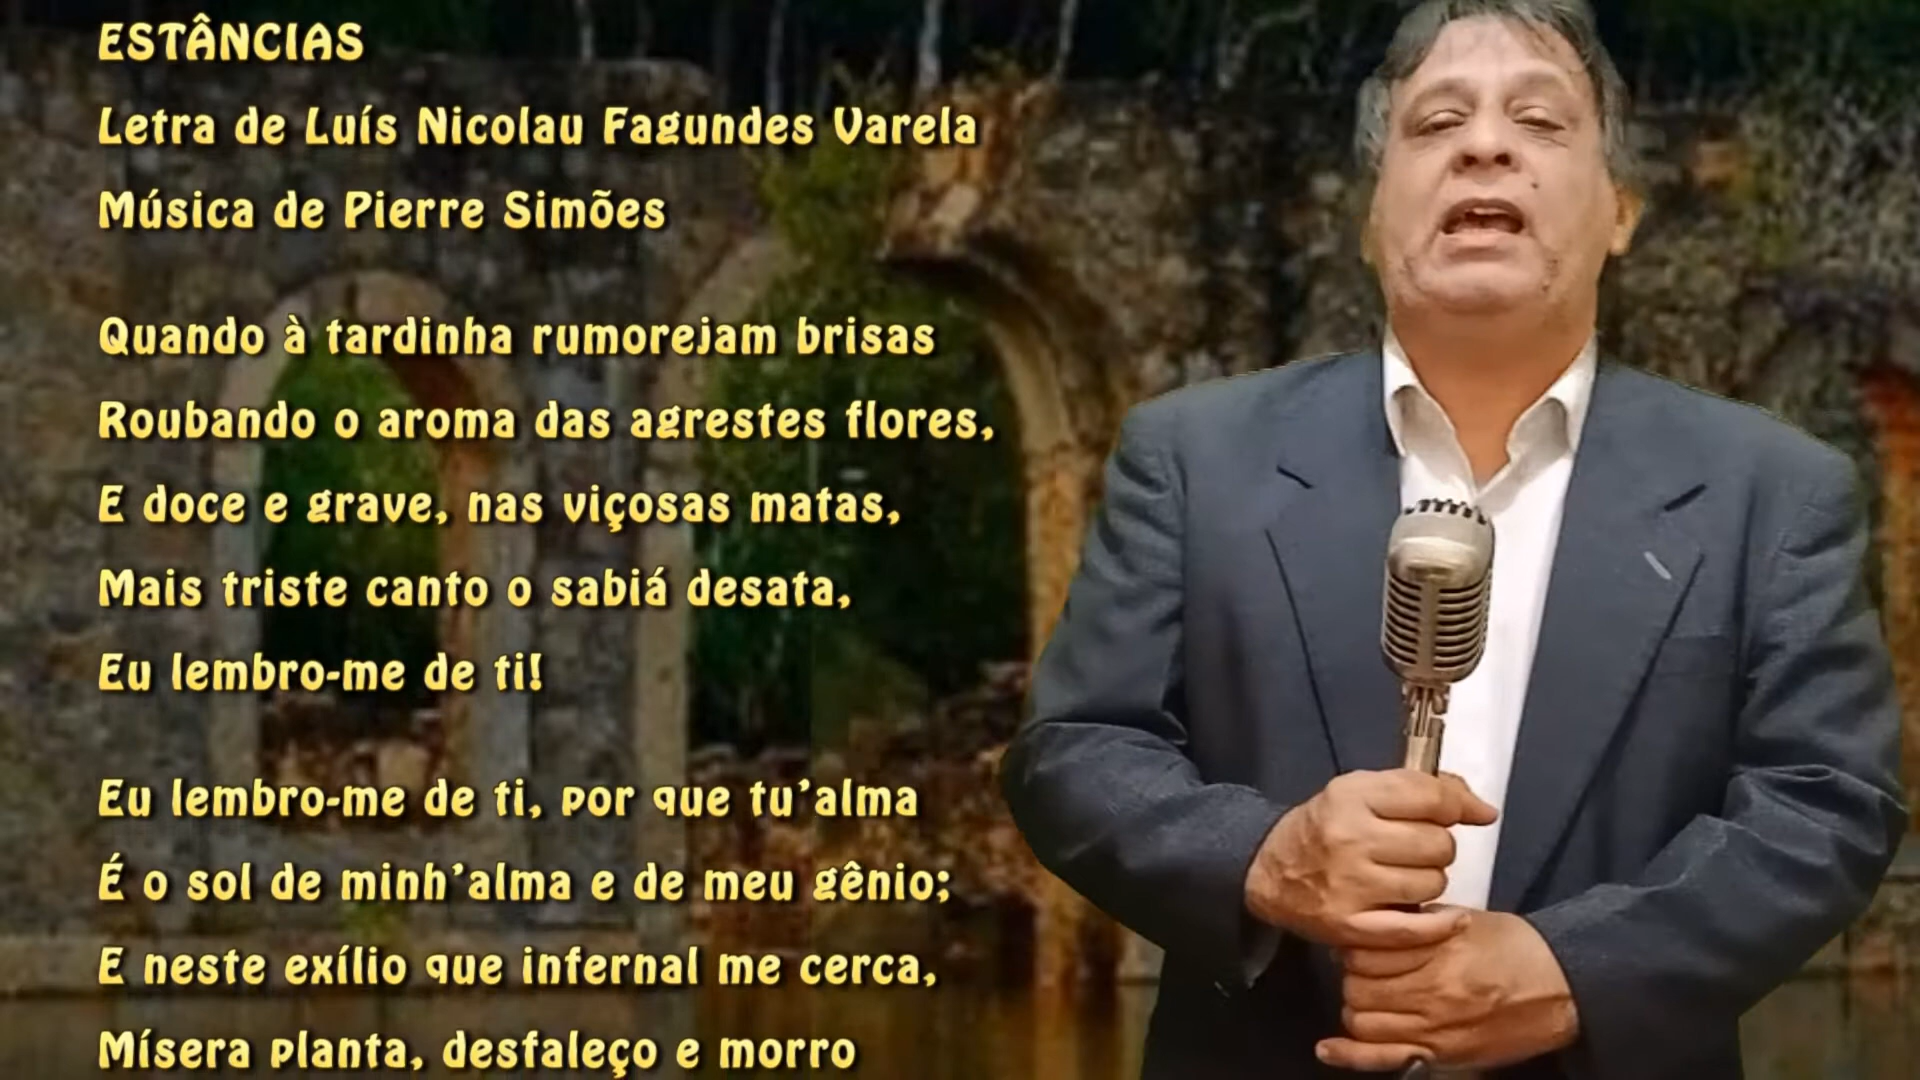 ESTÂNCIAS
Letra de Luís Nicolau Fagundes Varela
Música de Pierre Simões
Quando à tardinha rumorejam brisas
Roubando o aroma das agrestes flores,
E doce e grave, nas viçosas matas,
Mais triste canto o sabiá desata,
Eu lembro-me de ti!
Eu lembro-me de ti, por que tu’alma
É o sol de minh’alma e de meu gênio;
E neste exílio que infernal me cerca,
Mísera planta, desfaleço e morro